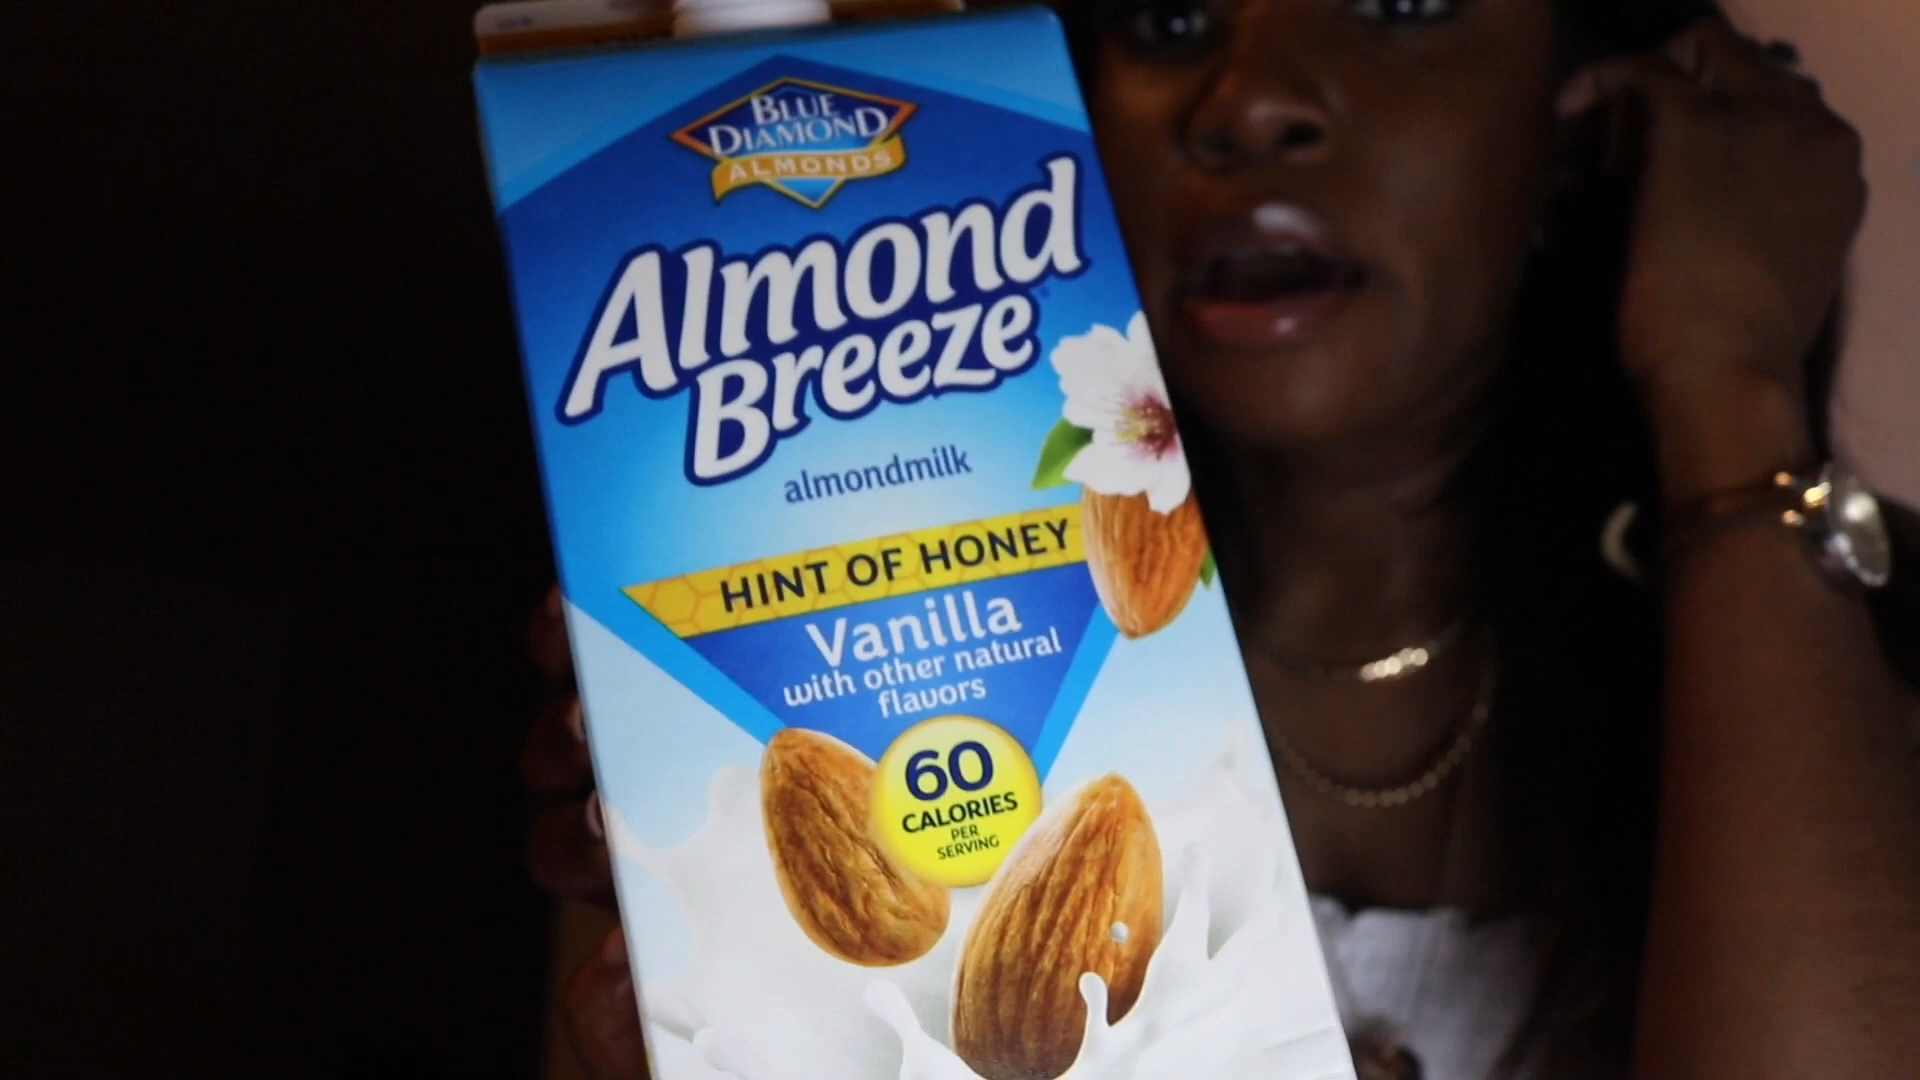 BLUE
DIAMOND
ALMONDS
Almond
Breeze
almondmilk
HINT OF HONEY
Vanilla
with other natural
flavors
60
CALORIES
PER
SERVING